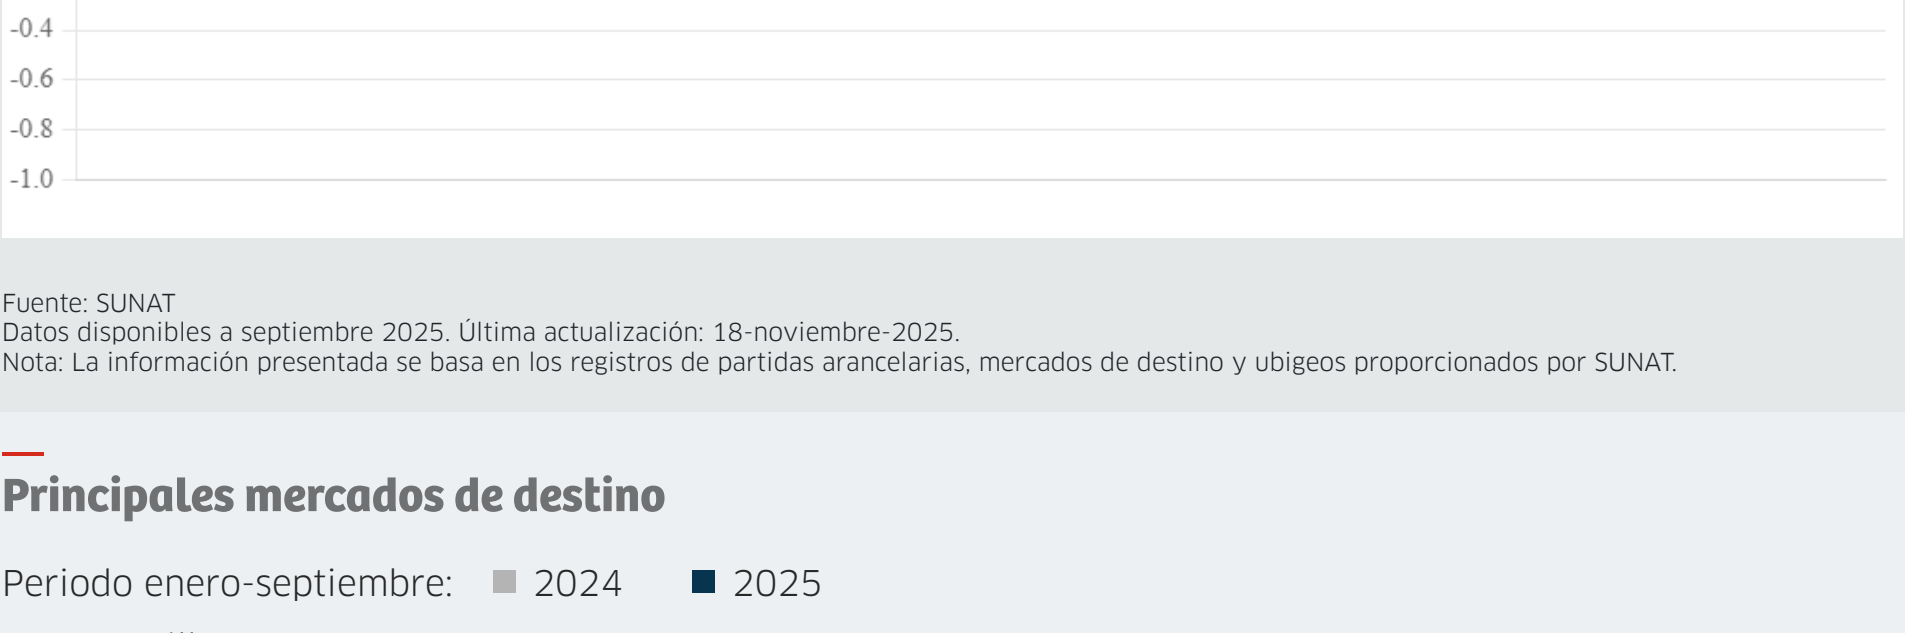 -0.4
-0.6
-0.8
-1.0
Fuente: SUNAT
Datos disponibles a septiembre 2025. Última actualización: 18-noviembre-2025.
Nota: La información presentada se basa en los registros de partidas arancelarias, mercados de destino y ubigeos proporcionados por SUNAT.
Principales mercados de destino
Periodo enero-septiembre: 2024 2025